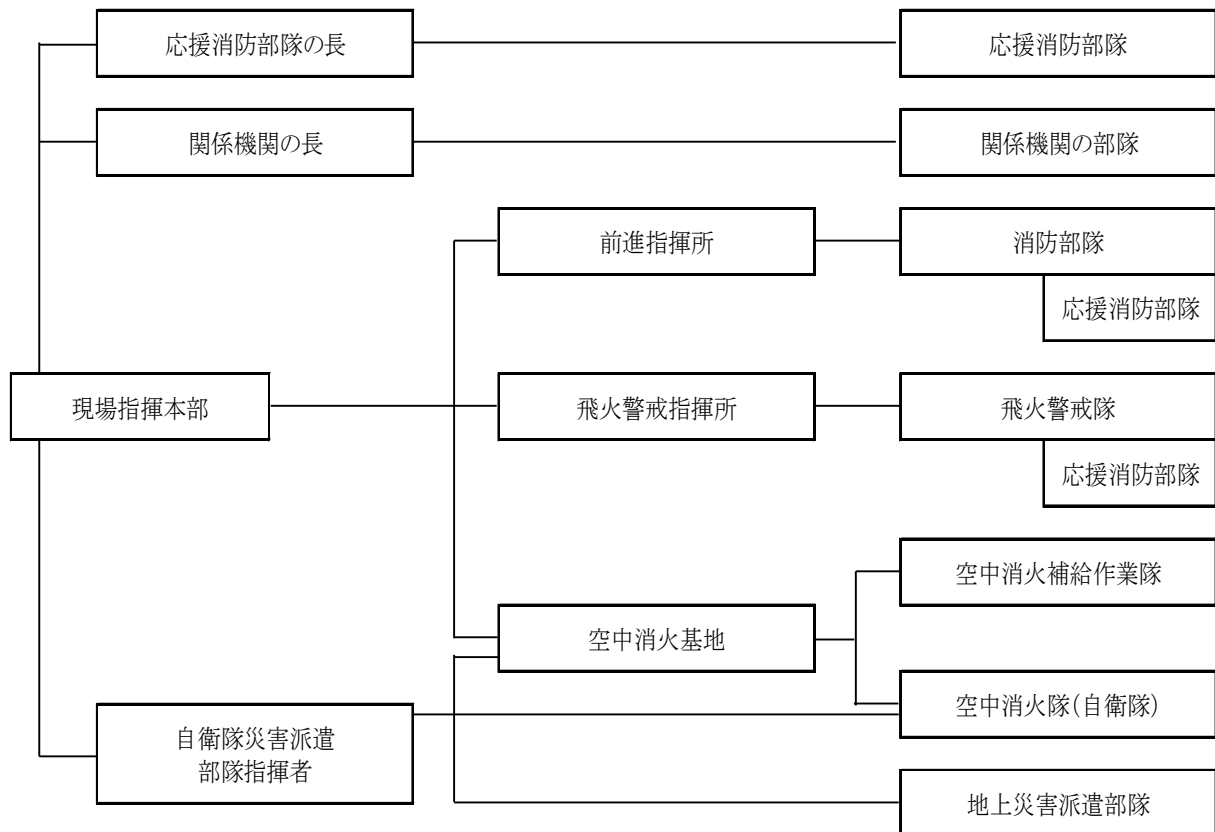 応援消防部隊の長
応援消防部隊
関係機関の長
関係機関の部隊
前進指揮所
消防部隊
応援消防部隊
現場指揮本部
飛火警戒指揮所
飛火警戒隊
応援消防部隊
空中消火補給作業隊
空中消火基地
空中消火隊(自衛隊)
自衛隊災害派遣
部隊指揮者
地上災害派遣部隊